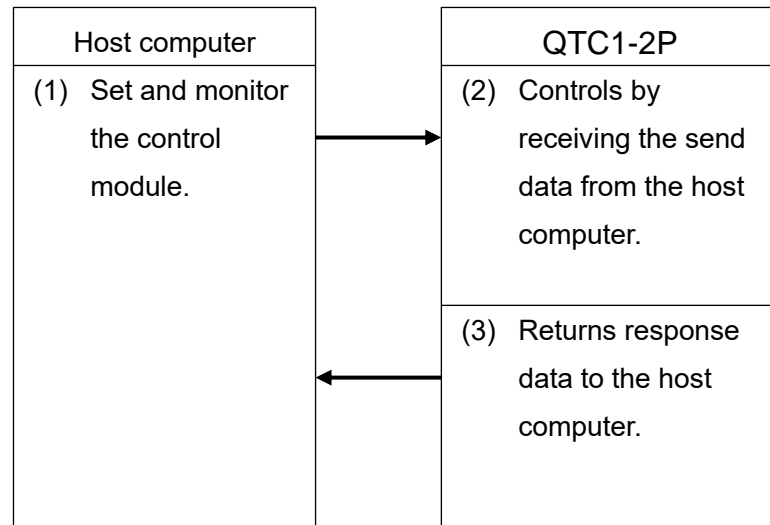 Host computer
QTC1-2P
(1) Set and monitor
the control
module.
(2) Controls by
receiving the send
data from the host
computer.
(3) Returns response
data to the host
computer.